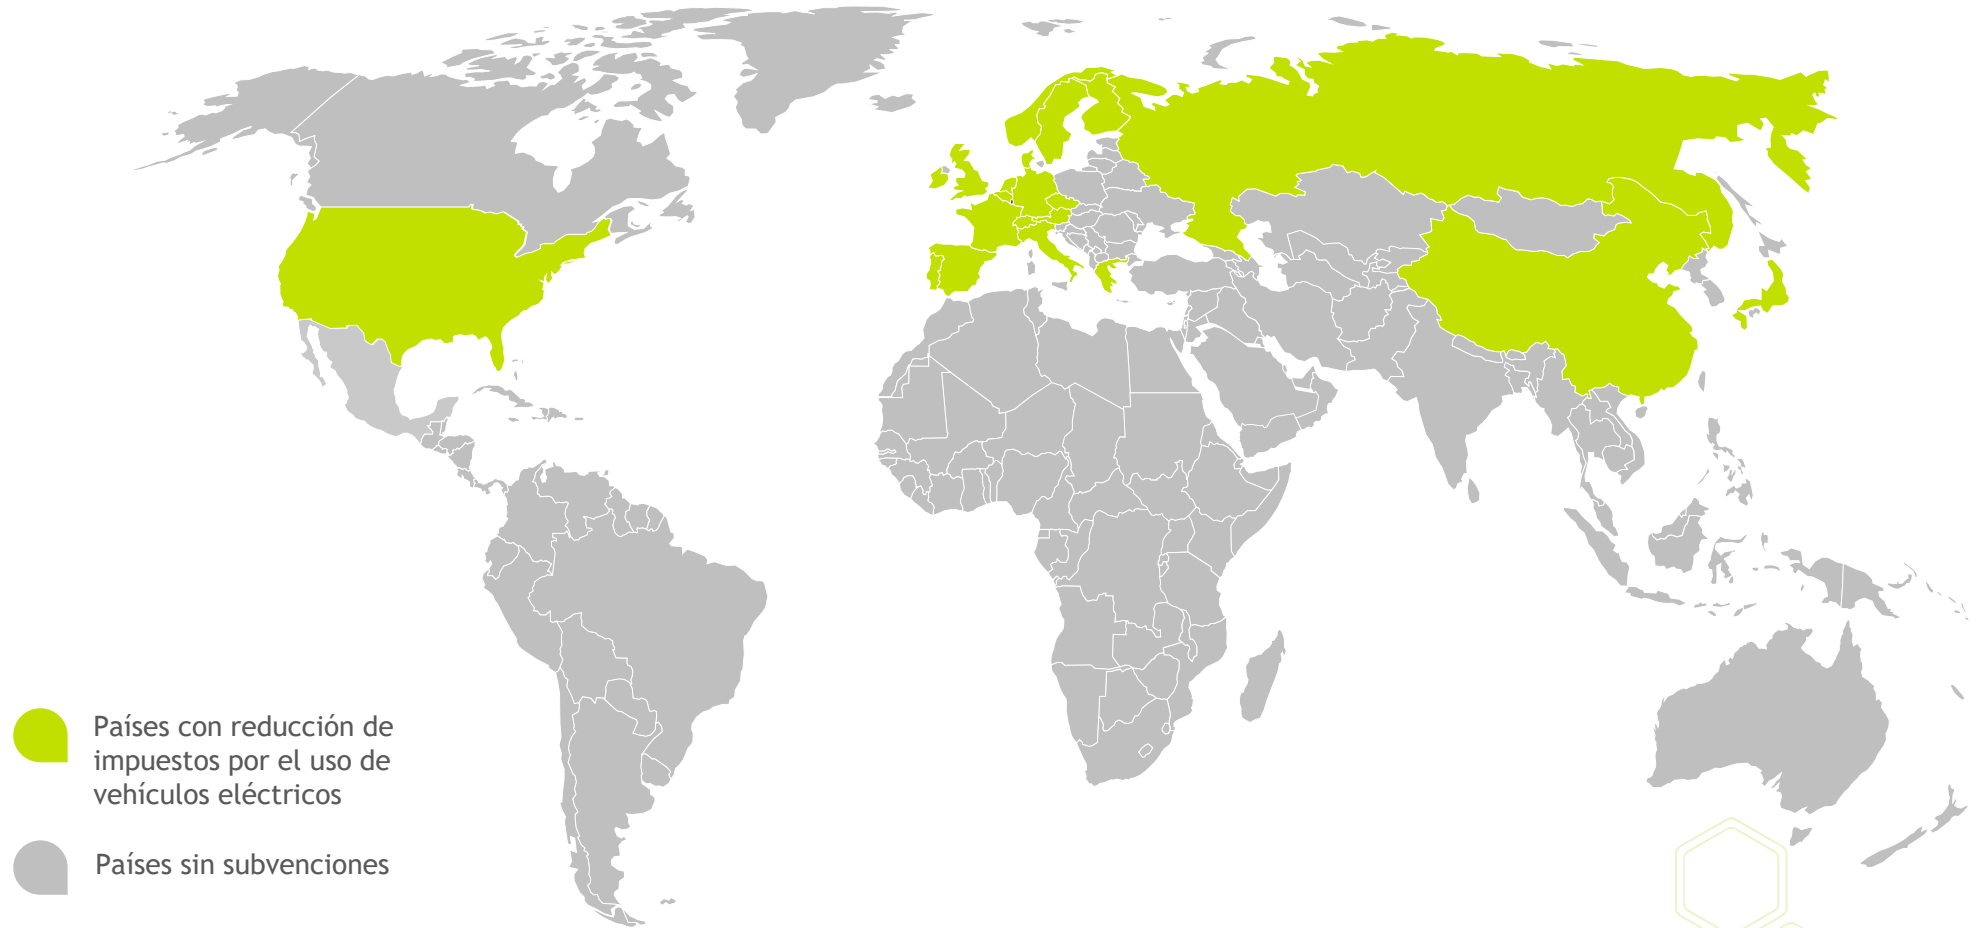 Países con reducción de
impuestos por el uso de
vehículos eléctricos
Países sin subvenciones